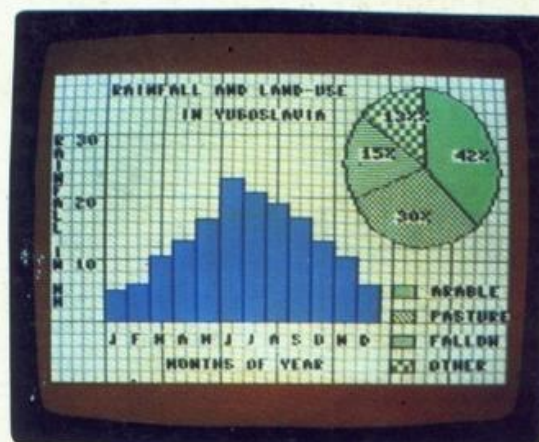 RAINFALL AND LAND-USE
IN YUGOSLAVIA
13%
15%
42%
30%
RAINFALL IN MM
30
20
10
J F M A M J J A S O N D
MONTHS OF YEAR
ARABLE
PASTURE
FALLOW
OTHER